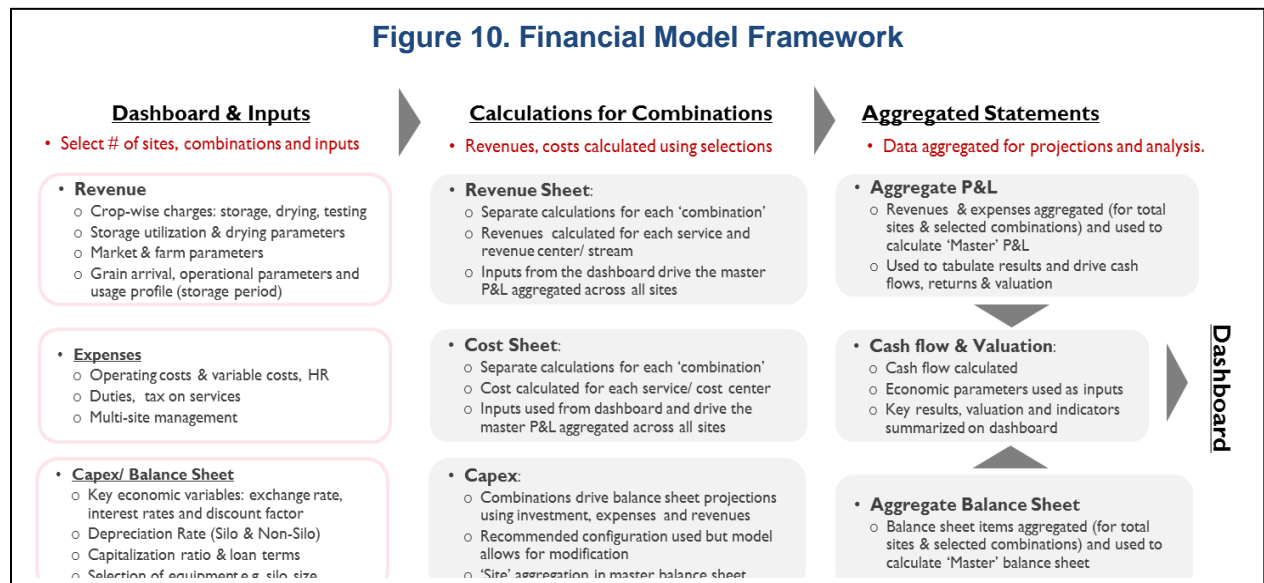 Figure 10. Financial Model Framework
Dashboard & Inputs
• Select # of sites, combinations and inputs
• Revenue
o Crop-wise charges: storage, drying, testing
o Storage utilization & drying parameters
o Market & farm parameters
o Grain arrival, operational parameters and
usage profile (storage period)
• Expenses
o Operating costs & variable costs, HR
o Duties, tax on services
o Multi-site management
• Capex/ Balance Sheet
o Key economic variables: exchange rate,
interest rates and discount factor
o Depreciation Rate (Silo & Non-Silo)
o Capitalization ratio & loan terms
o Selection of equipment e.g. silo size
Calculations for Combinations
• Revenues, costs calculated using selections
• Revenue Sheet:
o Separate calculations for each ‘combination’
o Revenues calculated for each service and
revenue center/ stream
o Inputs from the dashboard drive the master
P&L aggregated across all sites
• Cost Sheet:
o Separate calculations for each ‘combination’
o Cost calculated for each service/ cost center
o Inputs used from dashboard and drive the
master P&L aggregated across all sites
• Capex:
o Combinations drive balance sheet projections
using investment, expenses and revenues
o Recommended configuration used but model
allows for modification
o ‘Site’ aggregation in master balance sheet
Aggregated Statements
• Data aggregated for projections and analysis.
• Aggregate P&L
o Revenues & expenses aggregated (for total
sites & selected combinations) and used to
calculate ‘Master’ P&L
o Used to tabulate results and drive cash
flows, returns & valuation
• Cash flow & Valuation:
o Cash flow calculated
o Economic parameters used as inputs
o Key results, valuation and indicators
summarized on dashboard
• Aggregate Balance Sheet
o Balance sheet items aggregated (for total
sites & selected combinations) and used to
calculate ‘Master’ balance sheet
Dashboard